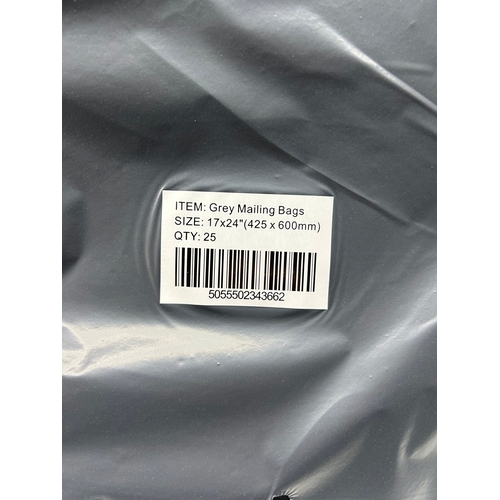 ITEM: Grey Mailing Bags
SIZE: 17x24"(425 x 600mm)
QTY: 25
5055502343662